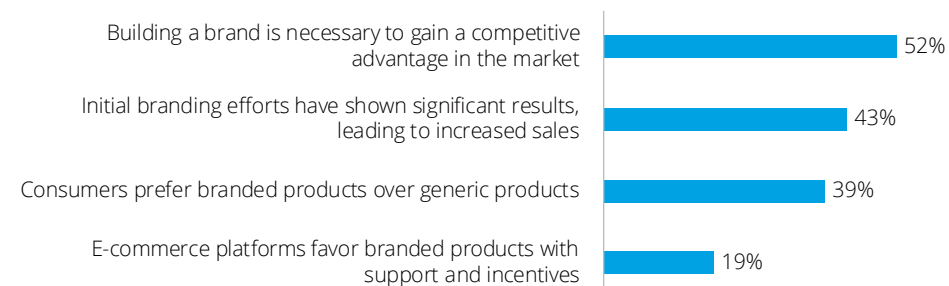 Building a brand is necessary to gain a competitive
advantage in the market
52%
Initial branding efforts have shown significant results,
leading to increased sales
43%
Consumers prefer branded products over generic products
39%
E-commerce platforms favor branded products with
support and incentives
19%